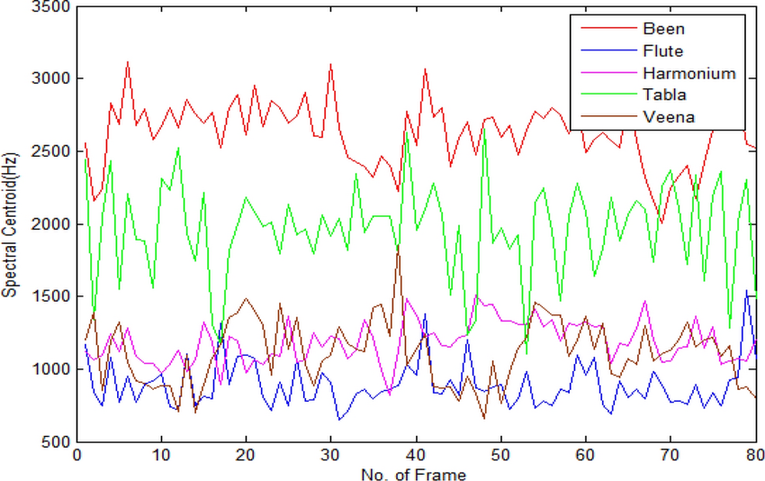 3500
3000
2500
2000
1500
1000
500
Spectral Centroid(Hz)
Been
Flute
Harmonium
Tabla
Veena
0 10 20 30 40 50 60 70 80
No. of Frame